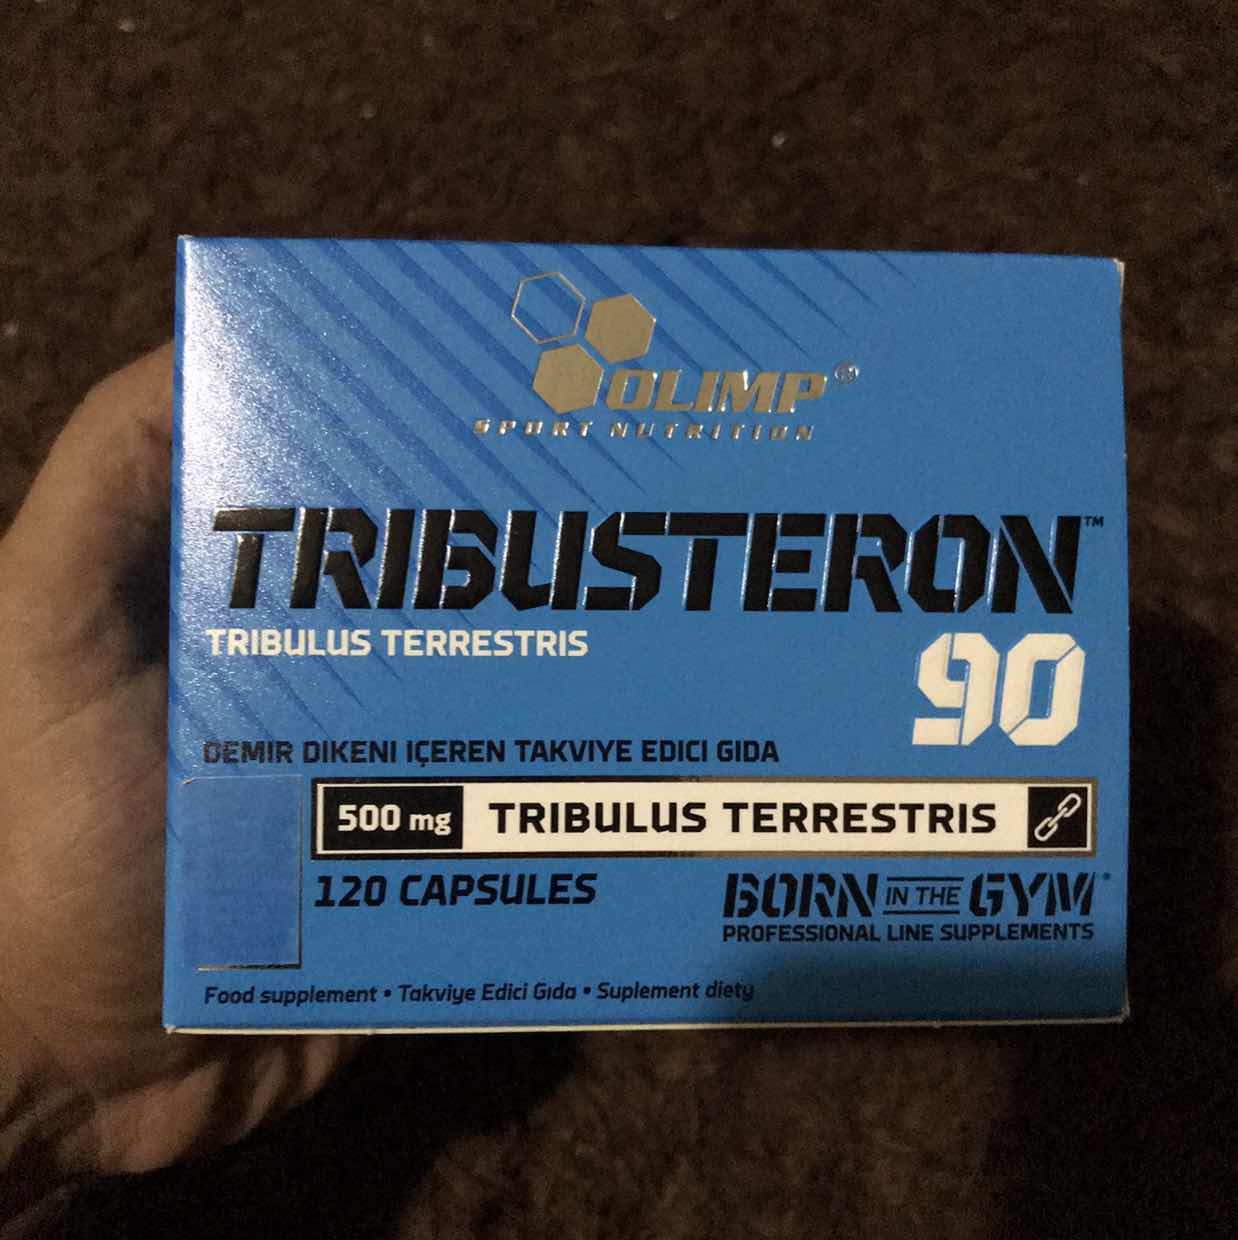 OLIMP®
SPORT NUTRITION
TRIBUSTERON™
TRIBULUS TERRESTRIS
90
DEMIR DIKENI IÇEREN TAKVIYE EDICI GIDA
500 mg TRIBULUS TERRESTRIS
120 CAPSULES
BORN IN THE GYM
PROFESSIONAL LINE SUPPLEMENTS
Food supplement • Takviye Edici Gıda • Suplement diety